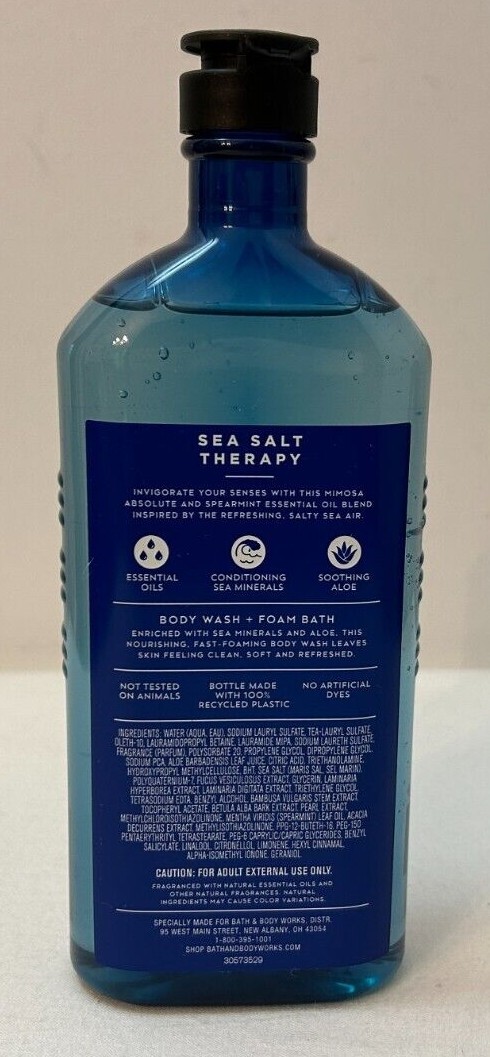 SEA SALT
THERAPY
INVIGORATE YOUR SENSES WITH THIS MIMOSA
ABSOLUTE AND SPEARMINT ESSENTIAL OIL BLEND
INSPIRED BY THE REFRESHING, SALTY SEA AIR.
ESSENTIAL
OILS
CONDITIONING
SEA MINERALS
SOOTHING
ALOE
BODY WASH + FOAM BATH
ENRICHED WITH SEA MINERALS AND ALOE, THIS
NOURISHING, FAST-FOAMING BODY WASH LEAVES
SKIN FEELING CLEAN, SOFT AND REFRESHED.
NOT TESTED
ON ANIMALS
BOTTLE MADE
WITH 100%
RECYCLED PLASTIC
NO ARTIFICIAL
DYES
INGREDIENTS: WATER (AQUA, EAU), SODIUM LAURYL SULFATE, TEA-LAURYL SULFATE,
OLETH-10, LAURAMIDOPROPYL BETAINE, LAURAMIDE MIPA, SODIUM LAURETH SULFATE,
FRAGRANCE (PARFUM), POLYSORBATE 20, PROPYLENE GLYCOL, DIPROPYLENE GLYCOL,
SODIUM PCA, ALOE BARBADENSIS LEAF JUICE, CITRIC ACID, TRIETHANOLAMINE,
HYDROXYPROPYL METHYLCELLULOSE, BHT, SEA SALT (MARIS SAL, SEL MARIN),
POLYQUATERNIUM-7, FUCUS VESICULOSUS EXTRACT, GLYCERIN, LAMINARIA
HYPERBOREA EXTRACT, LAMINARIA DIGITATA EXTRACT, TRIETHYLENE GLYCOL,
TETRASODIUM EDTA, BENZYL ALCOHOL, BAMBUSA VULGARIS STEM EXTRACT,
TOCOPHERYL ACETATE, BETULA ALBA BARK EXTRACT, PEARL EXTRACT,
METHYLCHLOROISOTHIAZOLINONE, MENTHA VIRIDIS (SPEARMINT) LEAF OIL, ACACIA
DECURRENS EXTRACT, METHYLISOTHIAZOLINONE, PPG-12-BUTETH-16, PEG-150
PENTAERYTHRITYL TETRASTEARATE, PEG-6 CAPRYLIC/CAPRIC GLYCERIDES, BENZYL
SALICYLATE, LINALOOL, CITRONELLOL, LIMONENE, HEXYL CINNAMAL,
ALPHA-ISOMETHYL IONONE, GERANIOL
CAUTION: FOR ADULT EXTERNAL USE ONLY.
FRAGRANCED WITH NATURAL ESSENTIAL OILS AND
OTHER NATURAL FRAGRANCES. NATURAL
INGREDIENTS MAY CAUSE COLOR VARIATIONS.
SPECIALLY MADE FOR BATH & BODY WORKS, DISTR.
95 WEST MAIN STREET, NEW ALBANY, OH 43054
1-800-395-1001
SHOP BATHANDBODYWORKS.COM
30573529